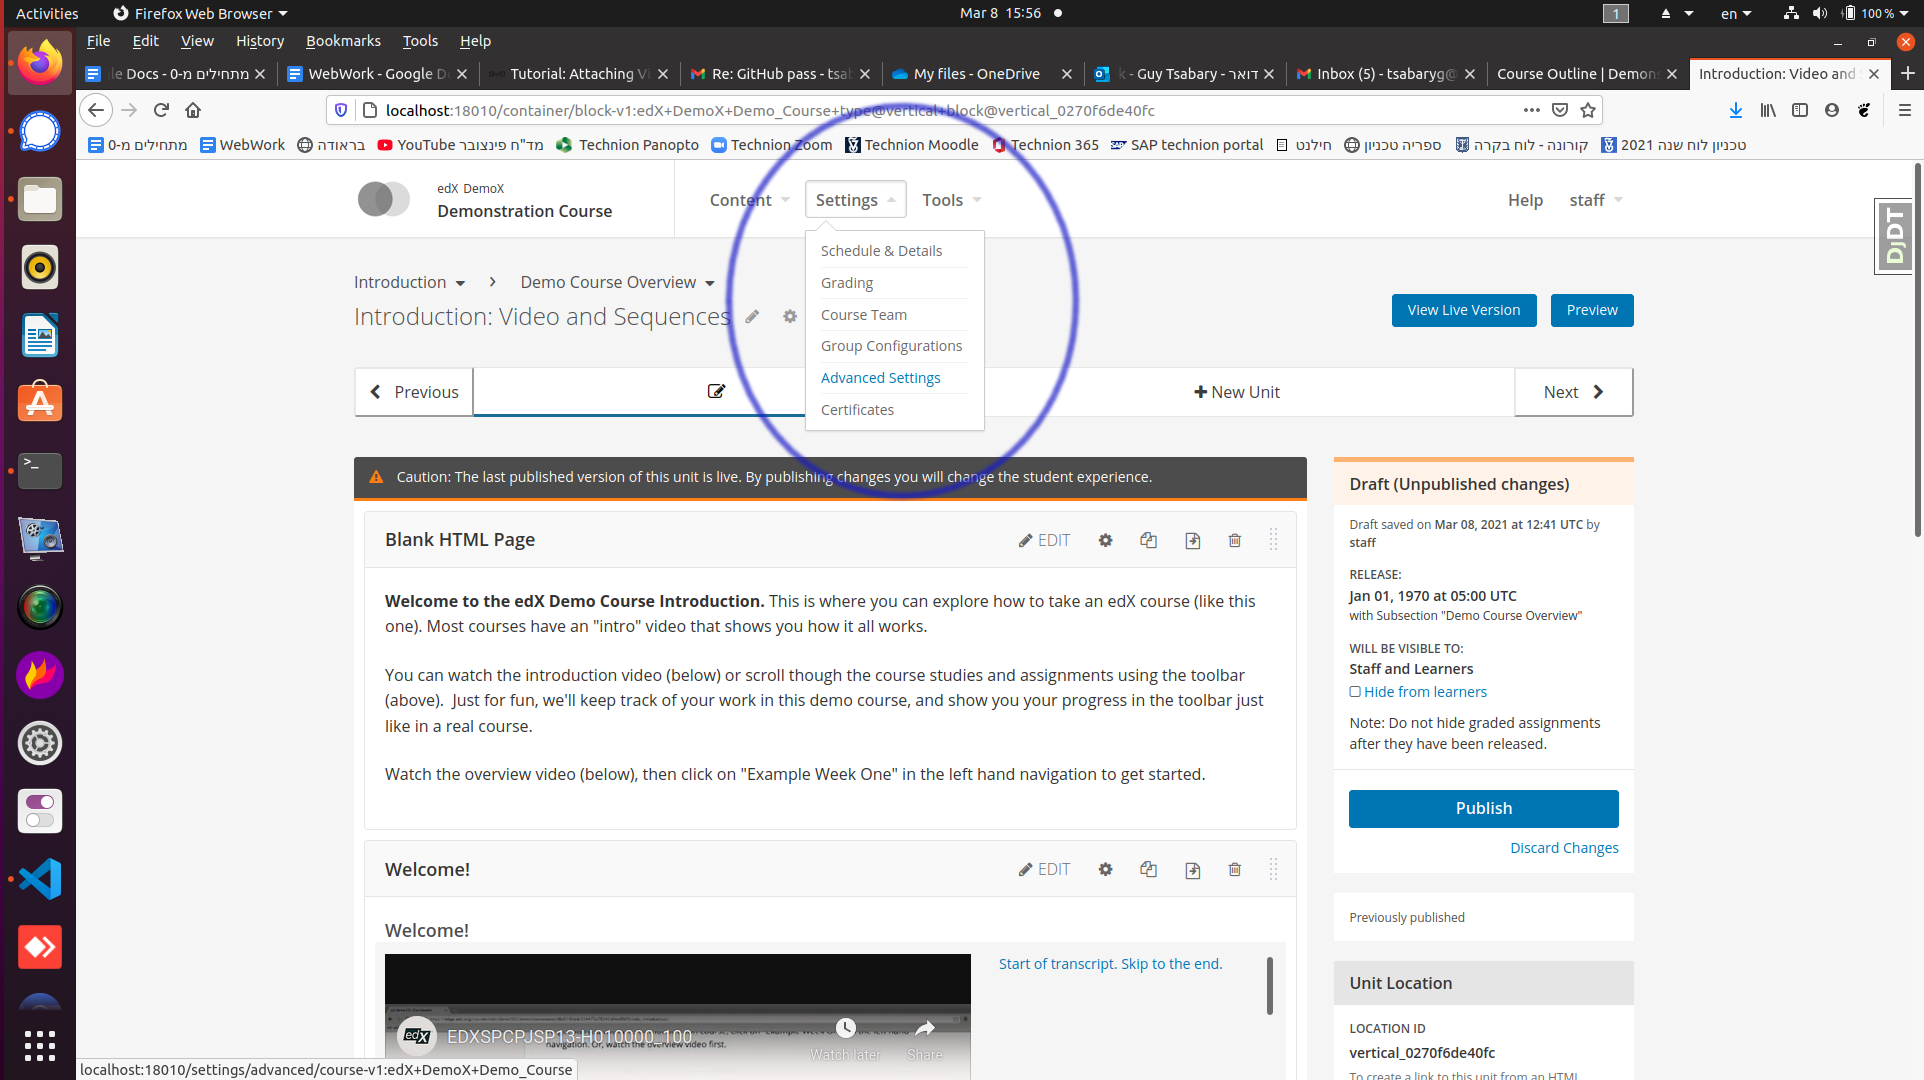 Activities Firefox Web Browser Mar 8 15:56 1 en 100 %
File Edit View History Bookmarks Tools Help
le Docs - מתחילים מ-0 WebWork - Google D Tutorial: Attaching Vi Re: GitHub pass - tsab My files - OneDrive k - Guy Tsabary - דואר Inbox (5) - tsabaryg@ Course Outline | Demons Introduction: Video and S
localhost:18010/container/block-v1:edX+DemoX+Demo_Course+type@vertical+block@vertical_0270f6de40fc
מתחילים מ-0 WebWork בראודה YouTube מד"ח פינצובר Technion Panopto Technion Zoom Technion Moodle Technion 365 SAP technion portal חילנט ספריה טכניון קורונה - לוח בקרה טכניון לוח שנה 2021
edX DemoX
Demonstration Course
Content Settings Tools Help staff
DjDT
Schedule & Details
Grading
Course Team
Group Configurations
Advanced Settings
Certificates
Introduction Demo Course Overview
Introduction: Video and Sequences
View Live Version Preview
Previous New Unit Next
Caution: The last published version of this unit is live. By publishing changes you will change the student experience.
Blank HTML Page EDIT
Welcome to the edX Demo Course Introduction. This is where you can explore how to take an edX course (like this
one). Most courses have an "intro" video that shows you how it all works.
You can watch the introduction video (below) or scroll though the course studies and assignments using the toolbar
(above). Just for fun, we'll keep track of your work in this demo course, and show you your progress in the toolbar just
like in a real course.
Watch the overview video (below), then click on "Example Week One" in the left hand navigation to get started.
Welcome! EDIT
Welcome!
Start of transcript. Skip to the end.
edX EDXSPCPJSP13-H010000_100
navigation. Or, watch the overview video first.
Watch later Share
Draft (Unpublished changes)
Draft saved on Mar 08, 2021 at 12:41 UTC by
staff
RELEASE:
Jan 01, 1970 at 05:00 UTC
with Subsection "Demo Course Overview"
WILL BE VISIBLE TO:
Staff and Learners
Hide from learners
Note: Do not hide graded assignments
after they have been released.
Publish
Discard Changes
Previously published
Unit Location
LOCATION ID
vertical_0270f6de40fc
To create a link to this unit from an HTML
localhost:18010/settings/advanced/course-v1:edX+DemoX+Demo_Course